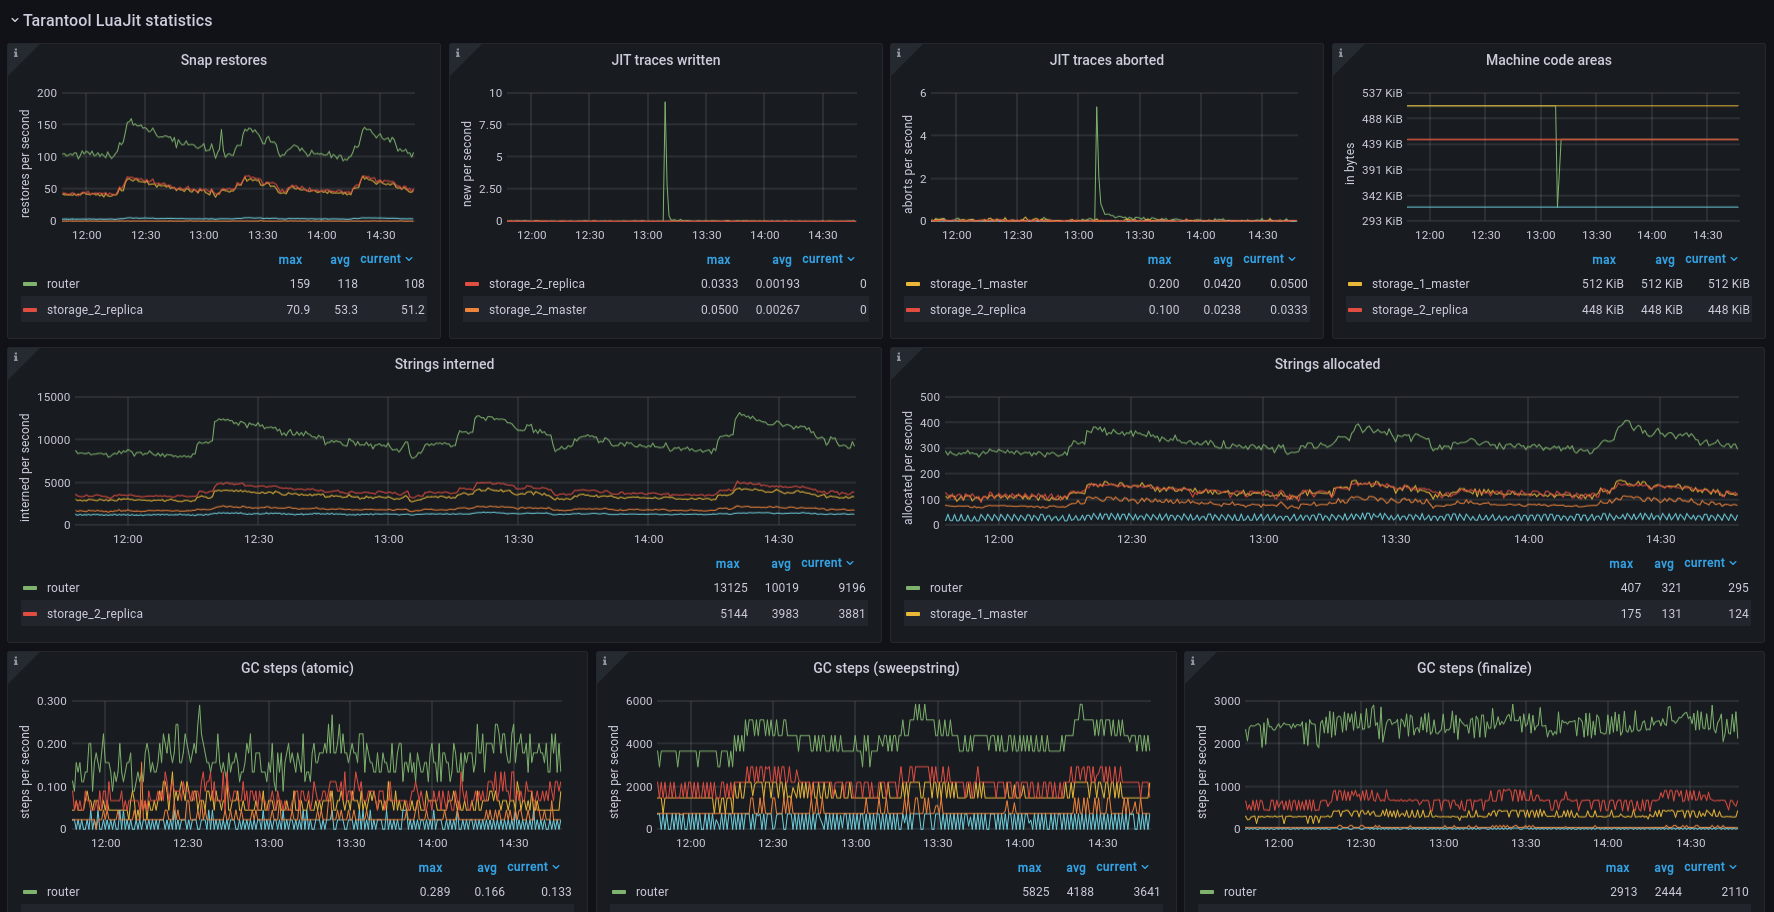 Tarantool LuaJit statistics
Snap restores
restores per second
200
150
100
50
0
12:00 12:30 13:00 13:30 14:00 14:30
max avg current
router 159 118 108
storage_2_replica 70.9 53.3 51.2
JIT traces written
new per second
10
7.50
5
2.50
0
12:00 12:30 13:00 13:30 14:00 14:30
max avg current
storage_2_replica 0.0333 0.00193 0
storage_2_master 0.0500 0.00267 0
JIT traces aborted
aborts per second
6
4
2
0
12:00 12:30 13:00 13:30 14:00 14:30
max avg current
storage_1_master 0.200 0.0420 0.0500
storage_2_replica 0.100 0.0238 0.0333
Machine code areas
in bytes
537 KiB
488 KiB
439 KiB
391 KiB
342 KiB
293 KiB
12:00 12:30 13:00 13:30 14:00 14:30
max avg current
storage_1_master 512 KiB 512 KiB 512 KiB
storage_2_replica 448 KiB 448 KiB 448 KiB
Strings interned
interned per second
15000
10000
5000
0
12:00 12:30 13:00 13:30 14:00 14:30
max avg current
router 13125 10019 9196
storage_2_replica 5144 3983 3881
Strings allocated
allocated per second
500
400
300
200
100
0
12:00 12:30 13:00 13:30 14:00 14:30
max avg current
router 407 321 295
storage_1_master 175 131 124
GC steps (atomic)
steps per second
0.300
0.200
0.100
0
12:00 12:30 13:00 13:30 14:00 14:30
max avg current
router 0.289 0.166 0.133
GC steps (sweepstring)
steps per second
6000
4000
2000
0
12:00 12:30 13:00 13:30 14:00 14:30
max avg current
router 5825 4188 3641
GC steps (finalize)
steps per second
3000
2000
1000
0
12:00 12:30 13:00 13:30 14:00 14:30
max avg current
router 2913 2444 2110